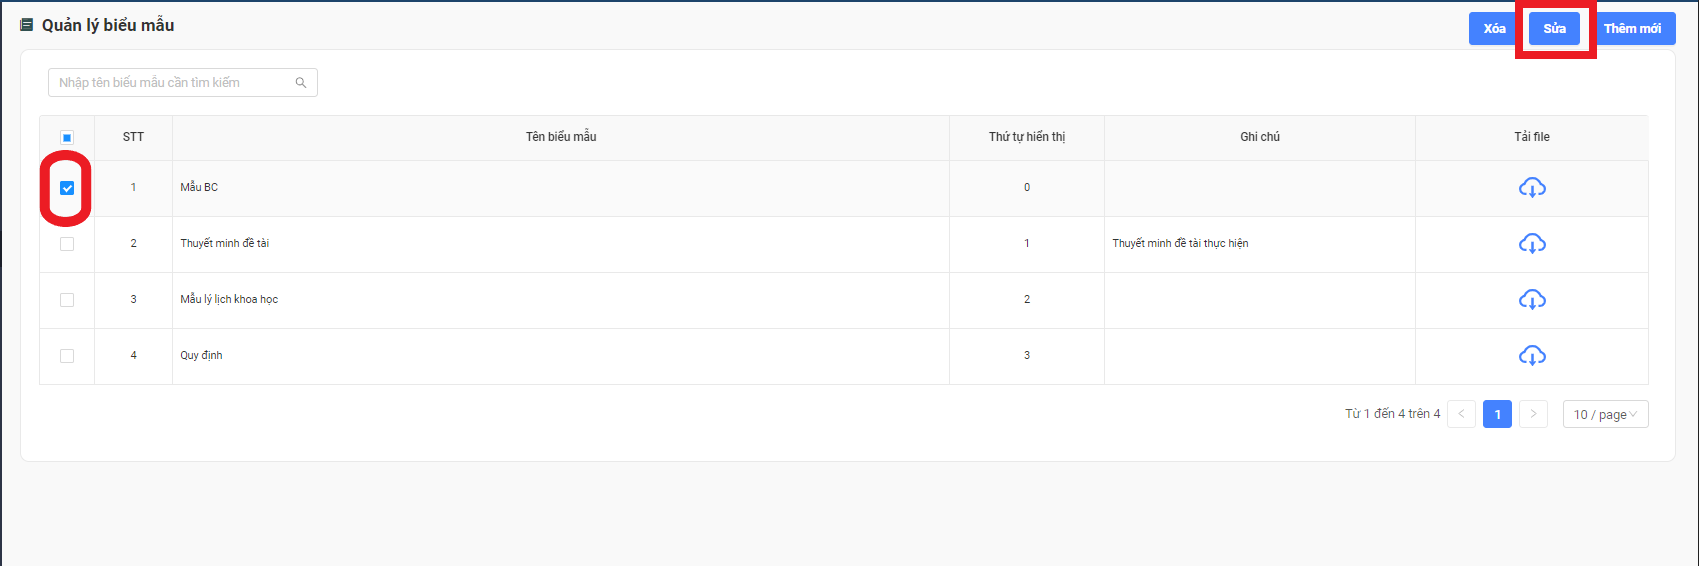 Quản lý biểu mẫu
Xóa Sửa Thêm mới
Nhập tên biểu mẫu cần tìm kiếm
STT Tên biểu mẫu Thứ tự hiển thị Ghi chú Tải file
1 Mẫu BC 0
2 Thuyết minh đề tài 1 Thuyết minh đề tài thực hiện
3 Mẫu lý lịch khoa học 2
4 Quy định 3
Từ 1 đến 4 trên 4 < 1 > 10 / page